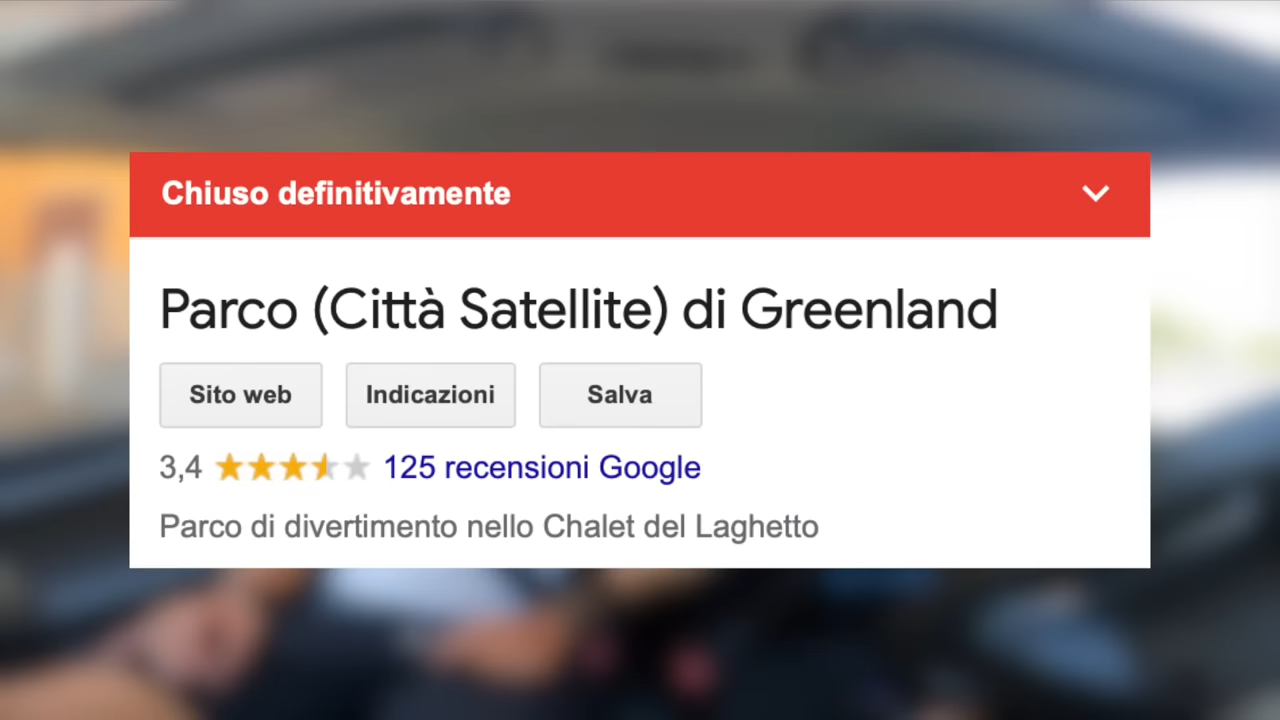 Chiuso definitivamente
Parco (Città Satellite) di Greenland
Sito web Indicazioni Salva
3,4 125 recensioni Google
Parco di divertimento nello Chalet del Laghetto